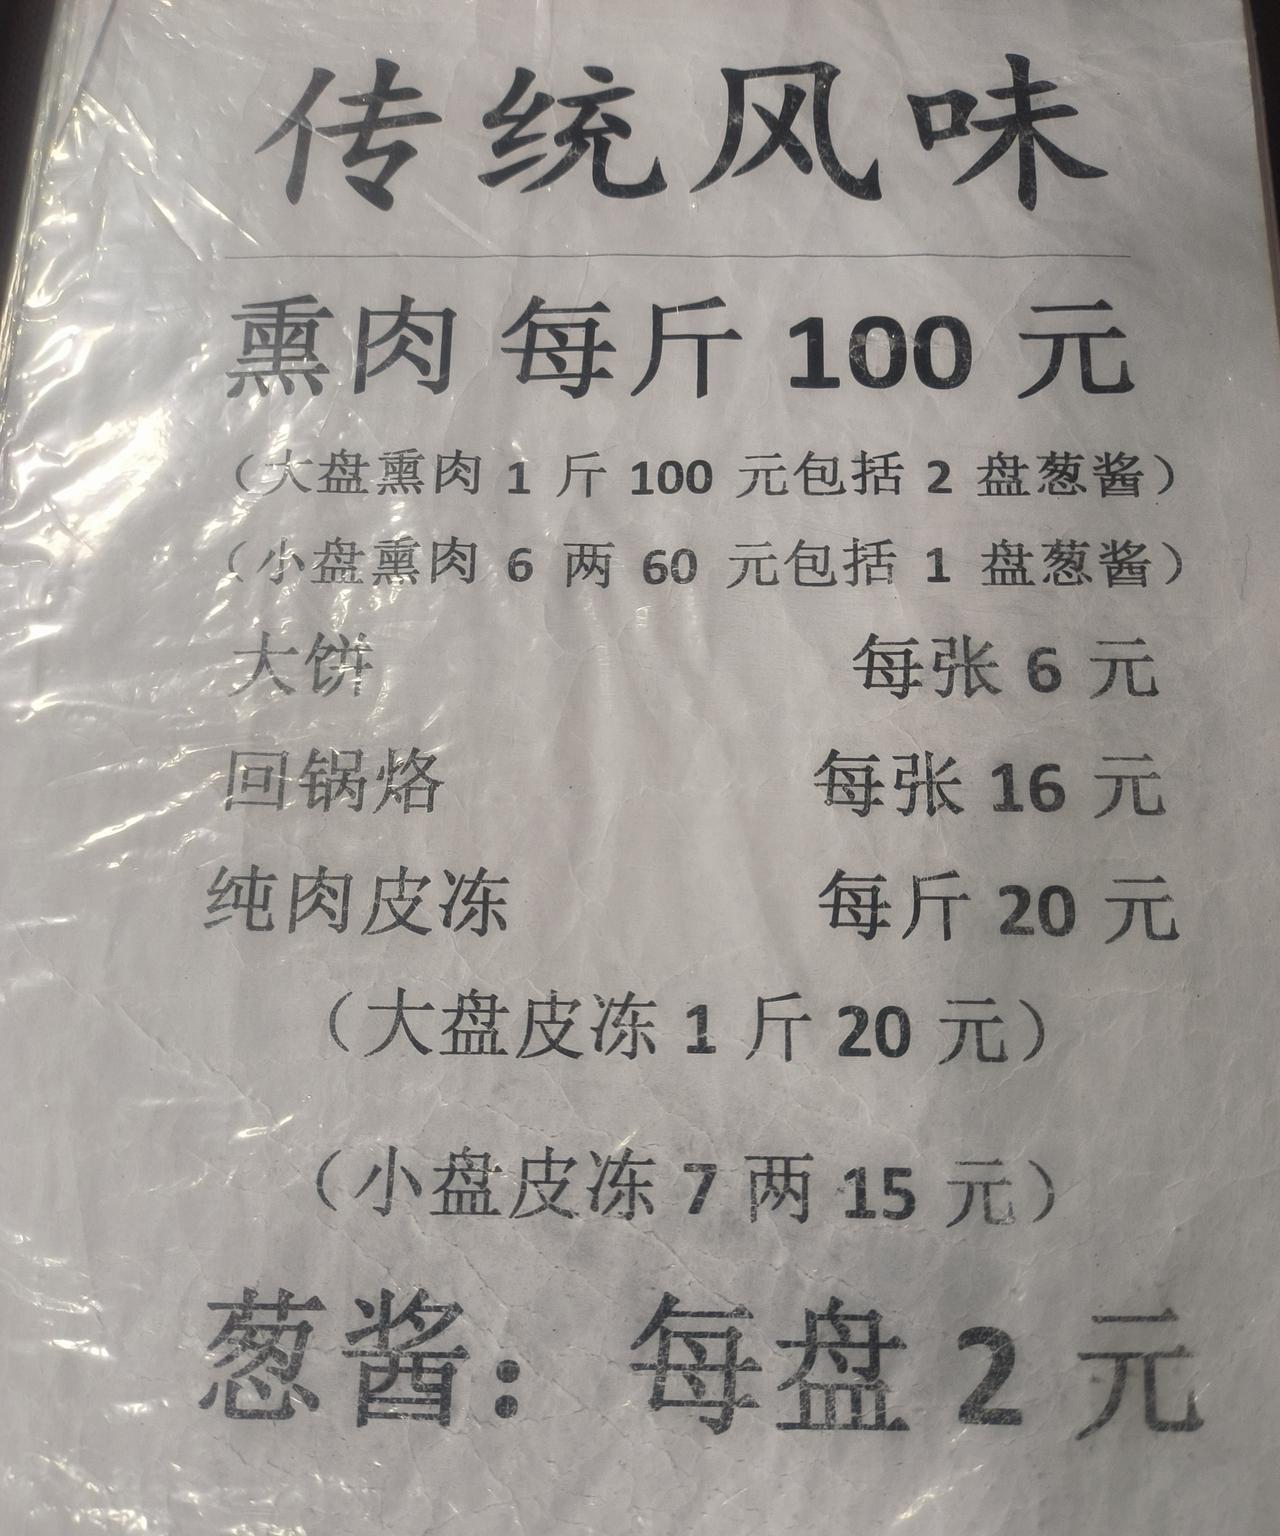 传统风味
熏肉 每斤 100 元
（大盘熏肉 1 斤 100 元包括 2 盘葱酱）
（小盘熏肉 6 两 60 元包括 1 盘葱酱）
大饼 每张 6 元
回锅烙 每张 16 元
纯肉皮冻 每斤 20 元
（大盘皮冻 1 斤 20 元）
（小盘皮冻 7 两 15 元）
葱酱：每盘 2 元